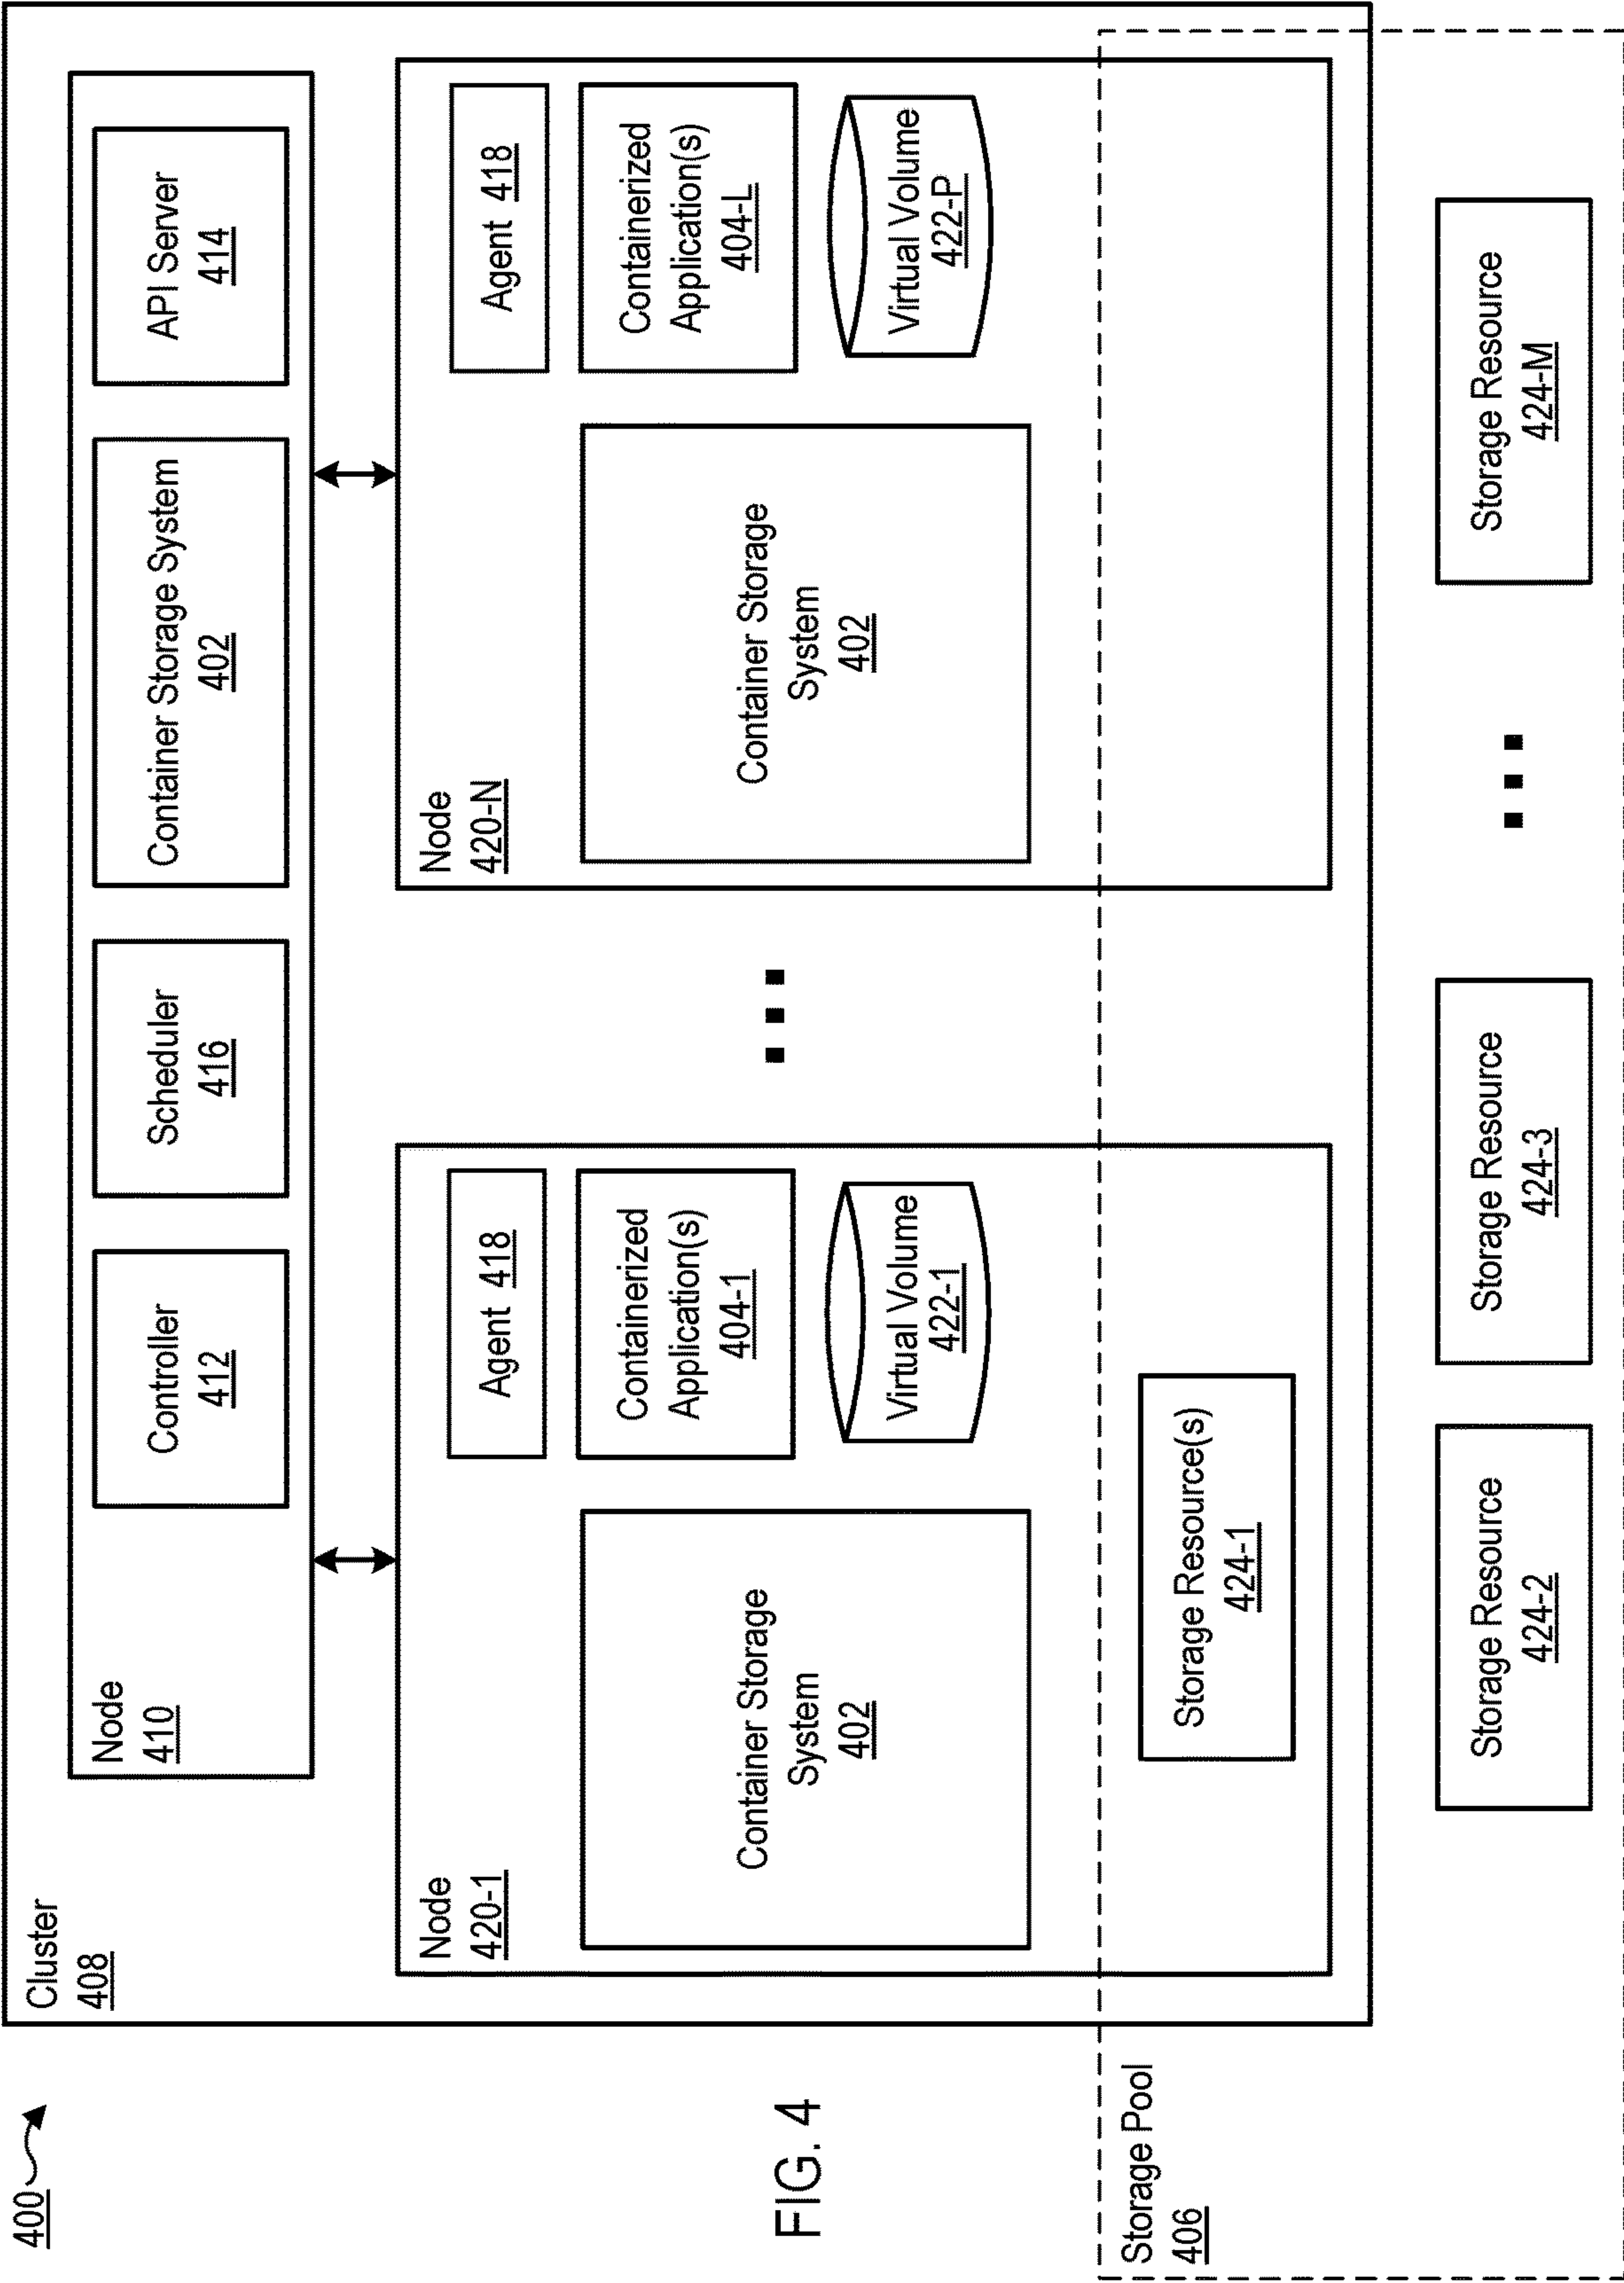 400
Cluster
408
Node
410
Controller
412
Scheduler
416
Container Storage System
402
API Server
414
Node
420-1
Agent 418
Container Storage
System
402
Containerized
Application(s)
404-1
Virtual Volume
422-1
Storage Resource(s)
424-1
Node
420-N
Agent 418
Container Storage
System
402
Containerized
Application(s)
404-L
Virtual Volume
422-P
Storage Pool
406
Storage Resource
424-2
Storage Resource
424-3
Storage Resource
424-M
FIG. 4